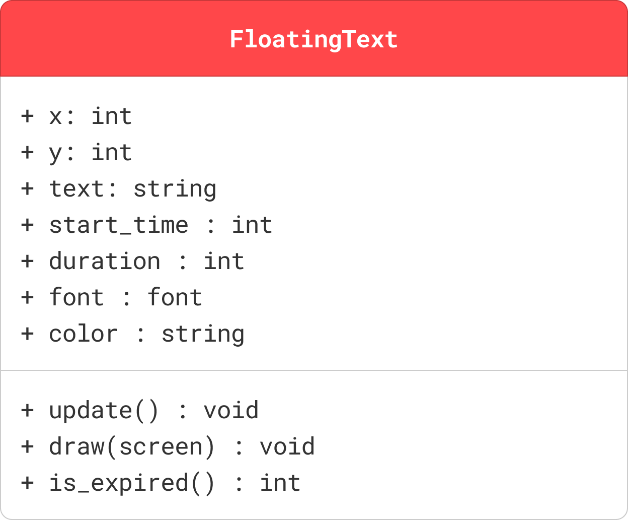 FloatingText
+ x: int
+ y: int
+ text: string
+ start_time : int
+ duration : int
+ font : font
+ color : string
+ update() : void
+ draw(screen) : void
+ is_expired() : int